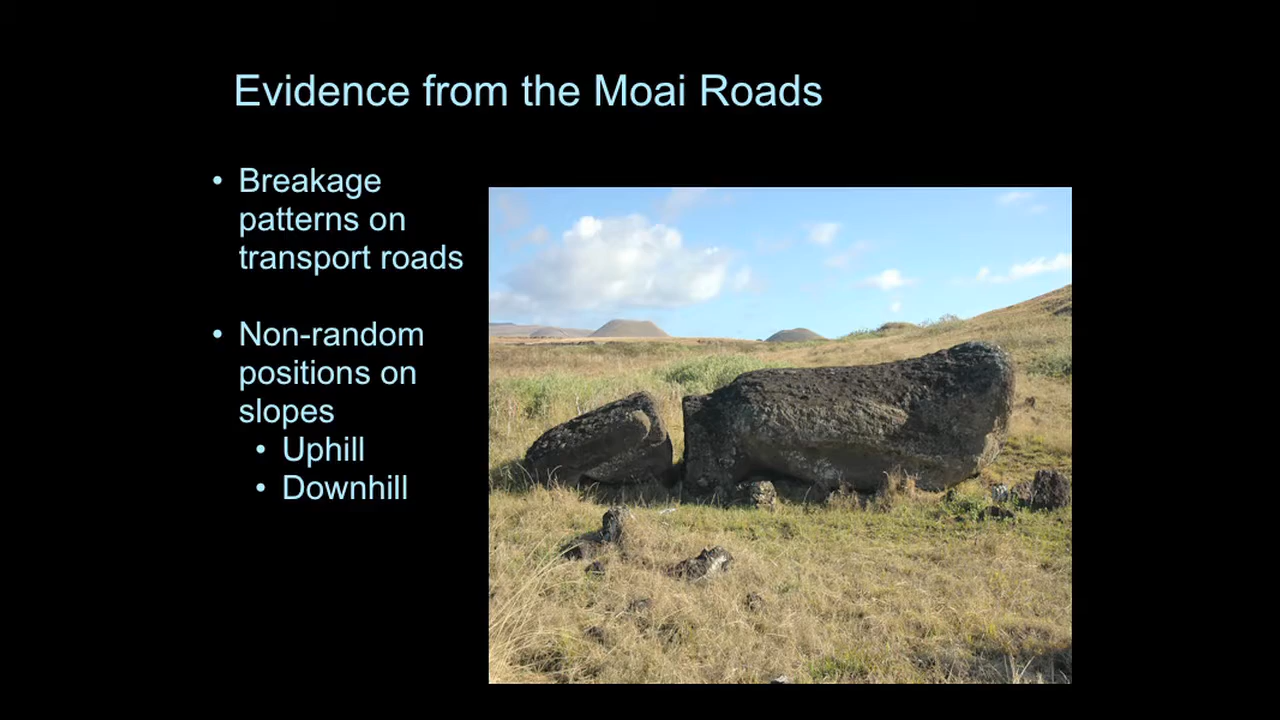 Evidence from the Moai Roads
• Breakage
patterns on
transport roads
• Non-random
positions on
slopes
• Uphill
• Downhill